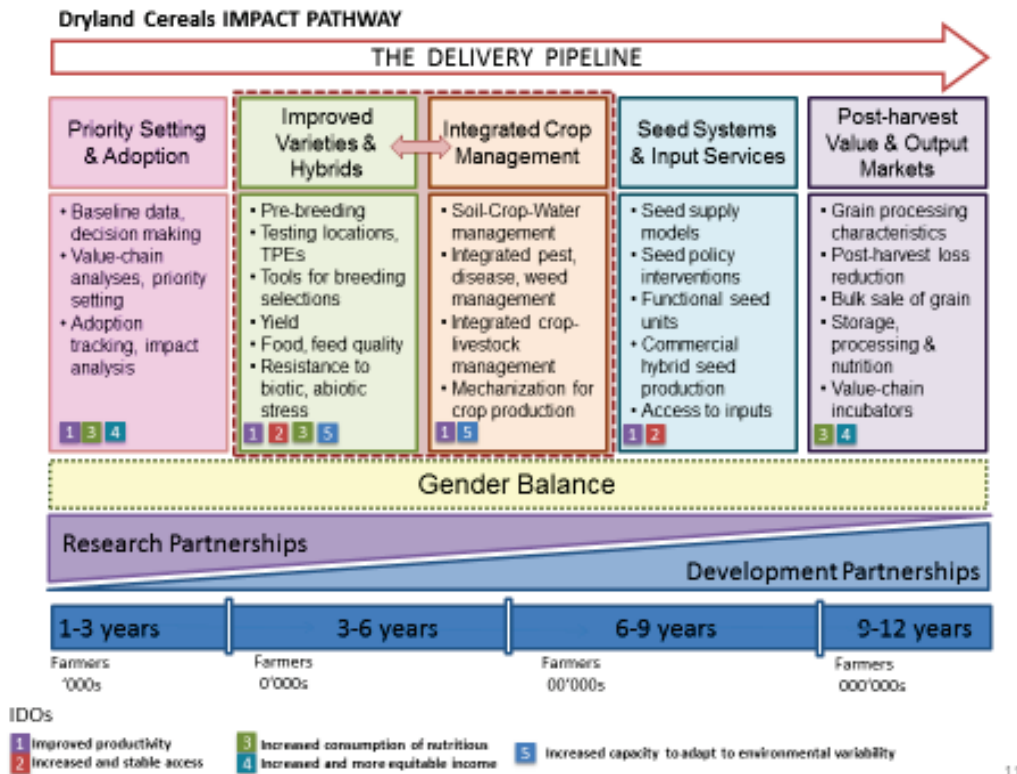 Dryland Cereals IMPACT PATHWAY
THE DELIVERY PIPELINE
Priority Setting
& Adoption
• Baseline data,
decision making
• Value-chain
analyses, priority
setting
• Adoption
tracking, impact
analysis
1 3 4
Improved
Varieties &
Hybrids
• Pre-breeding
• Testing locations,
TPEs
• Tools for breeding
selections
• Yield
• Food, feed quality
• Resistance to
biotic, abiotic
stress
1 2 3 5
Integrated Crop
Management
• Soil-Crop-Water
management
• Integrated pest,
disease, weed
management
• Integrated crop-
livestock
management
• Mechanization for
crop production
1 5
Seed Systems
& Input Services
• Seed supply
models
• Seed policy
interventions
• Functional seed
units
• Commercial
hybrid seed
production
• Access to inputs
1 2
Post-harvest
Value & Output
Markets
• Grain processing
characteristics
• Post-harvest loss
reduction
• Bulk sale of grain
• Storage,
processing &
nutrition
• Value-chain
incubators
3 4
Gender Balance
Research Partnerships
Development Partnerships
1-3 years 3-6 years 6-9 years 9-12 years
Farmers Farmers Farmers Farmers
'000s 0'000s 00'000s 000'000s
IDOs
1 Improved productivity
2 Increased and stable access
3 Increased consumption of nutritious
4 Increased and more equitable income
5 Increased capacity to adapt to environmental variability